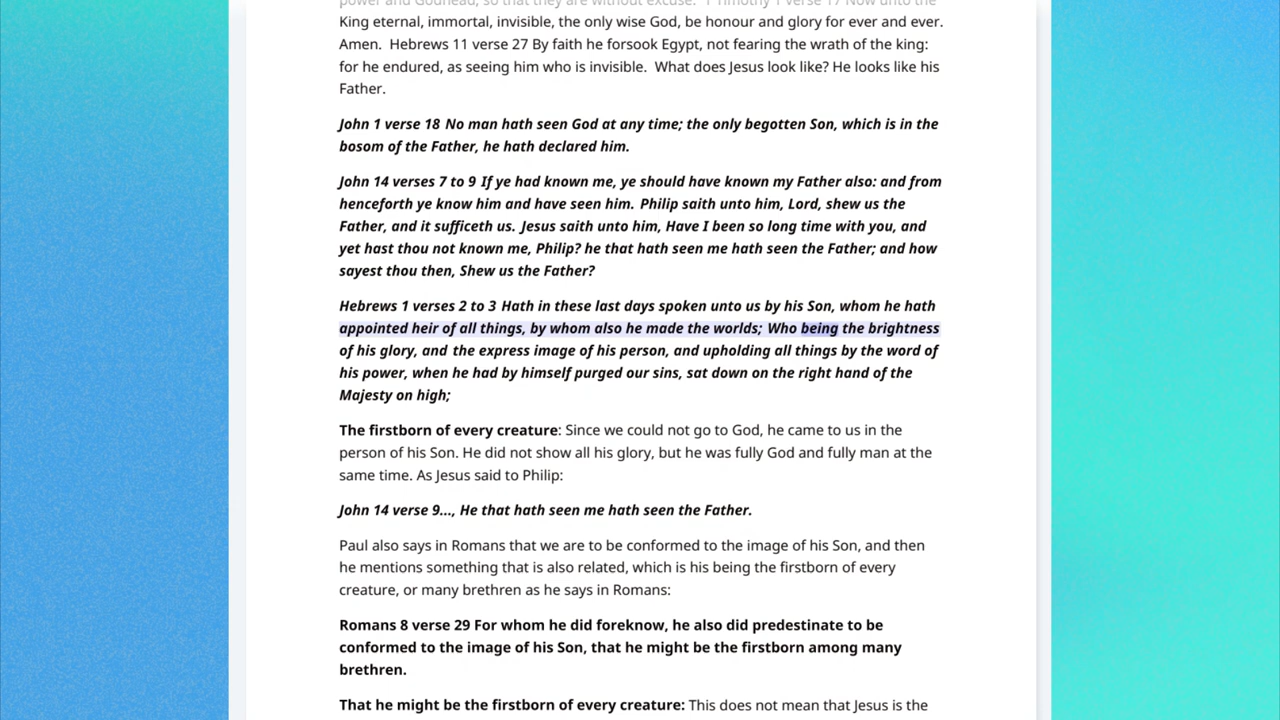 power and Godhead, so that they are without excuse. 1 Timothy 1 verse 17 Now unto the
King eternal, immortal, invisible, the only wise God, be honour and glory for ever and ever.
Amen.  Hebrews 11 verse 27 By faith he forsook Egypt, not fearing the wrath of the king:
for he endured, as seeing him who is invisible.  What does Jesus look like? He looks like his
Father.
John 1 verse 18 No man hath seen God at any time; the only begotten Son, which is in the
bosom of the Father, he hath declared him.
John 14 verses 7 to 9 If ye had known me, ye should have known my Father also: and from
henceforth ye know him and have seen him.  Philip saith unto him, Lord, shew us the
Father, and it sufficeth us. Jesus saith unto him, Have I been so long time with you, and
yet hast thou not known me, Philip? he that hath seen me hath seen the Father; and how
sayest thou then, Shew us the Father?
Hebrews 1 verses 2 to 3 Hath in these last days spoken unto us by his Son, whom he hath
appointed heir of all things, by whom also he made the worlds; Who being the brightness
of his glory, and the express image of his person, and upholding all things by the word of
his power, when he had by himself purged our sins, sat down on the right hand of the
Majesty on high;
The firstborn of every creature: Since we could not go to God, he came to us in the
person of his Son. He did not show all his glory, but he was fully God and fully man at the
same time. As Jesus said to Philip:
John 14 verse 9..., He that hath seen me hath seen the Father.
Paul also says in Romans that we are to be conformed to the image of his Son, and then
he mentions something that is also related, which is his being the firstborn of every
creature, or many brethren as he says in Romans:
Romans 8 verse 29 For whom he did foreknow, he also did predestinate to be
conformed to the image of his Son, that he might be the firstborn among many
brethren.
That he might be the firstborn of every creature: This does not mean that Jesus is the